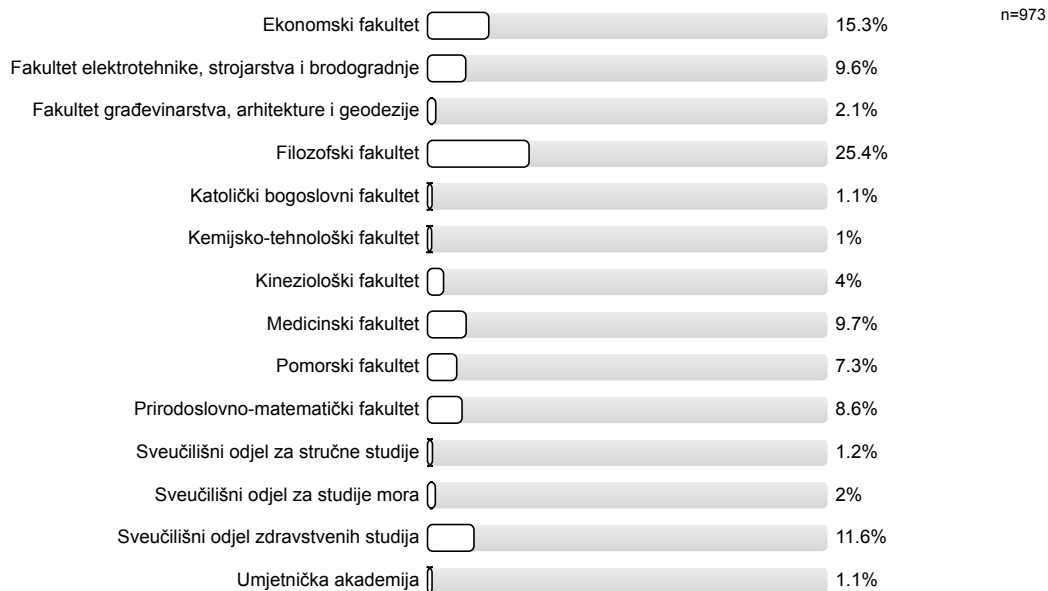 n=973
Ekonomski fakultet 15.3%
Fakultet elektrotehnike, strojarstva i brodogradnje 9.6%
Fakultet građevinarstva, arhitekture i geodezije 2.1%
Filozofski fakultet 25.4%
Katolički bogoslovni fakultet 1.1%
Kemijsko-tehnološki fakultet 1%
Kineziološki fakultet 4%
Medicinski fakultet 9.7%
Pomorski fakultet 7.3%
Prirodoslovno-matematički fakultet 8.6%
Sveučilišni odjel za stručne studije 1.2%
Sveučilišni odjel za studije mora 2%
Sveučilišni odjel zdravstvenih studija 11.6%
Umjetnička akademija 1.1%